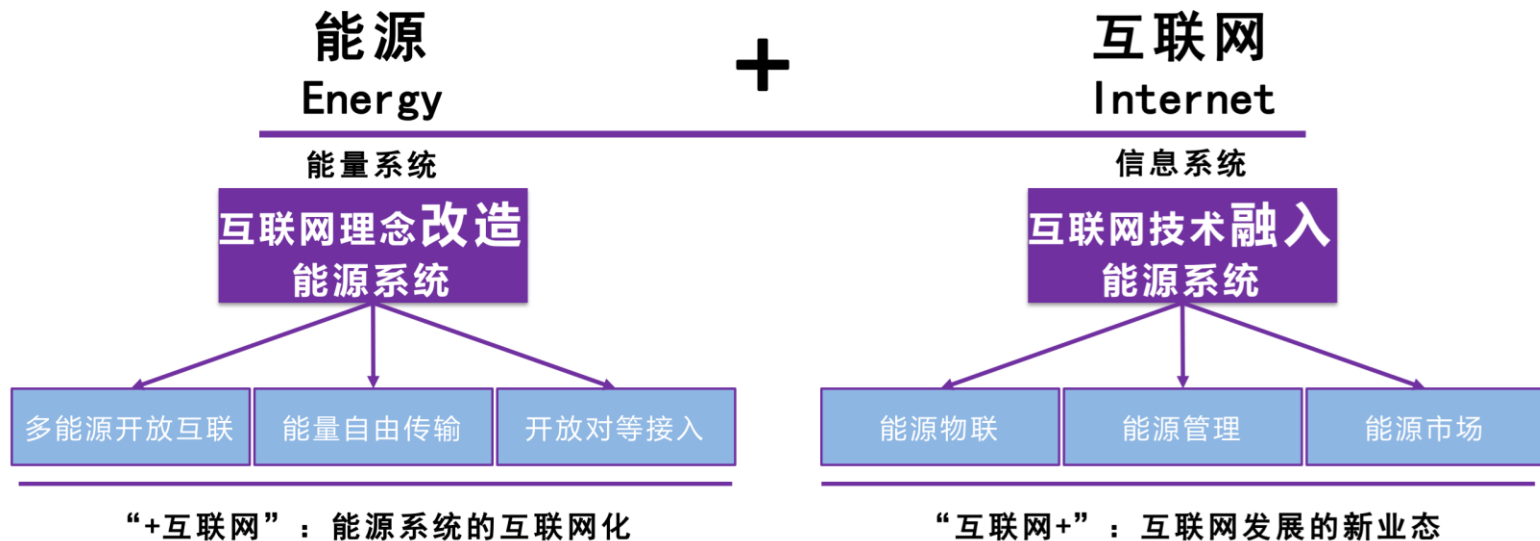 能源
+
互联网
Energy
Internet
能量系统
信息系统
互联网理念改造
能源系统
互联网技术融入
能源系统
多能源开放互联
能量自由传输
开放对等接入
能源物联
能源管理
能源市场
“+互联网”：能源系统的互联网化
“互联网+”：互联网发展的新业态